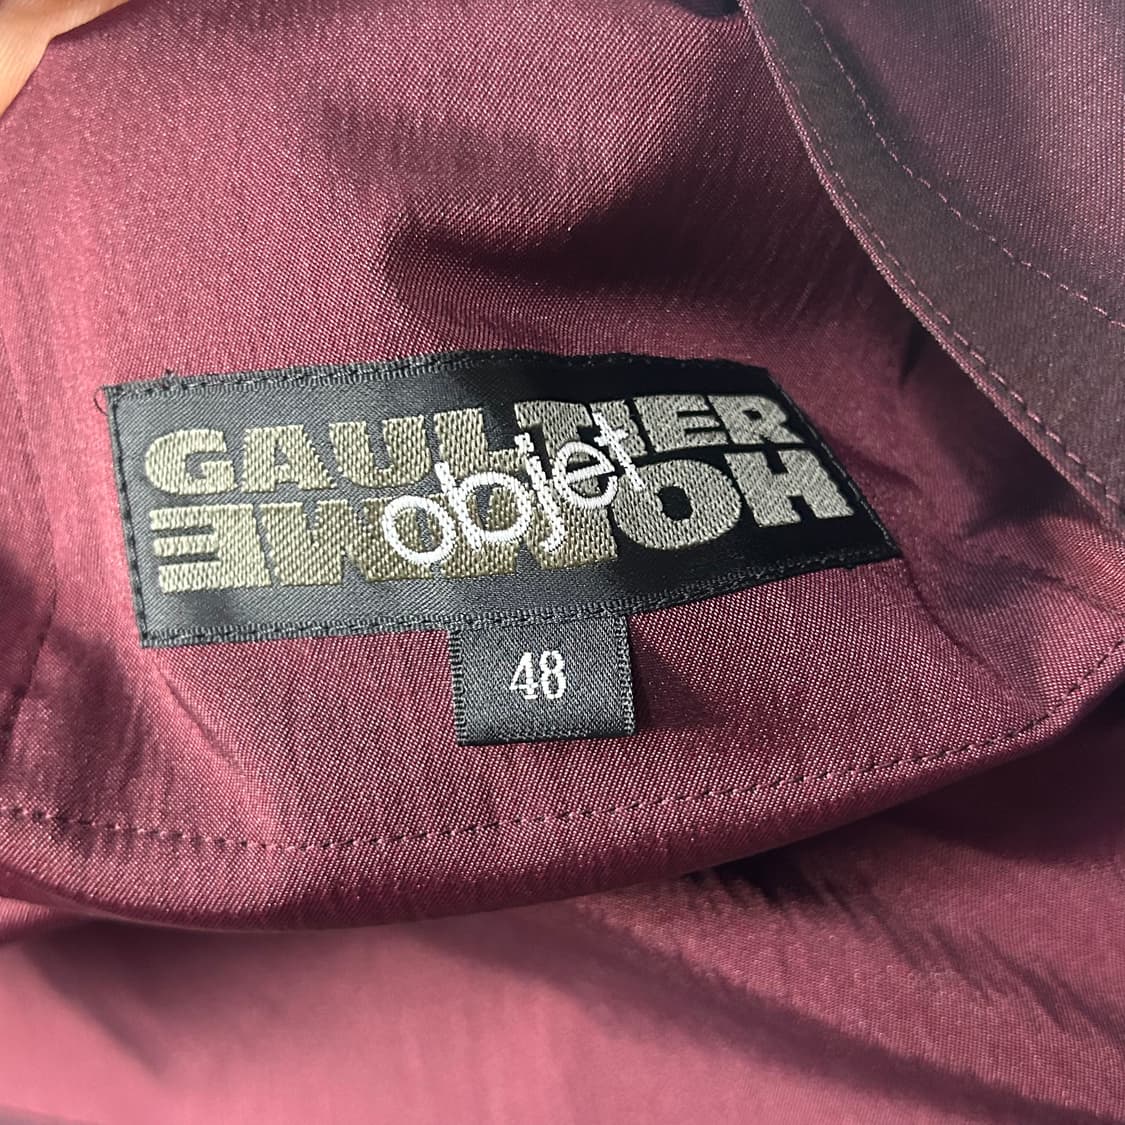 GAULTIER
objet
HOMME
48